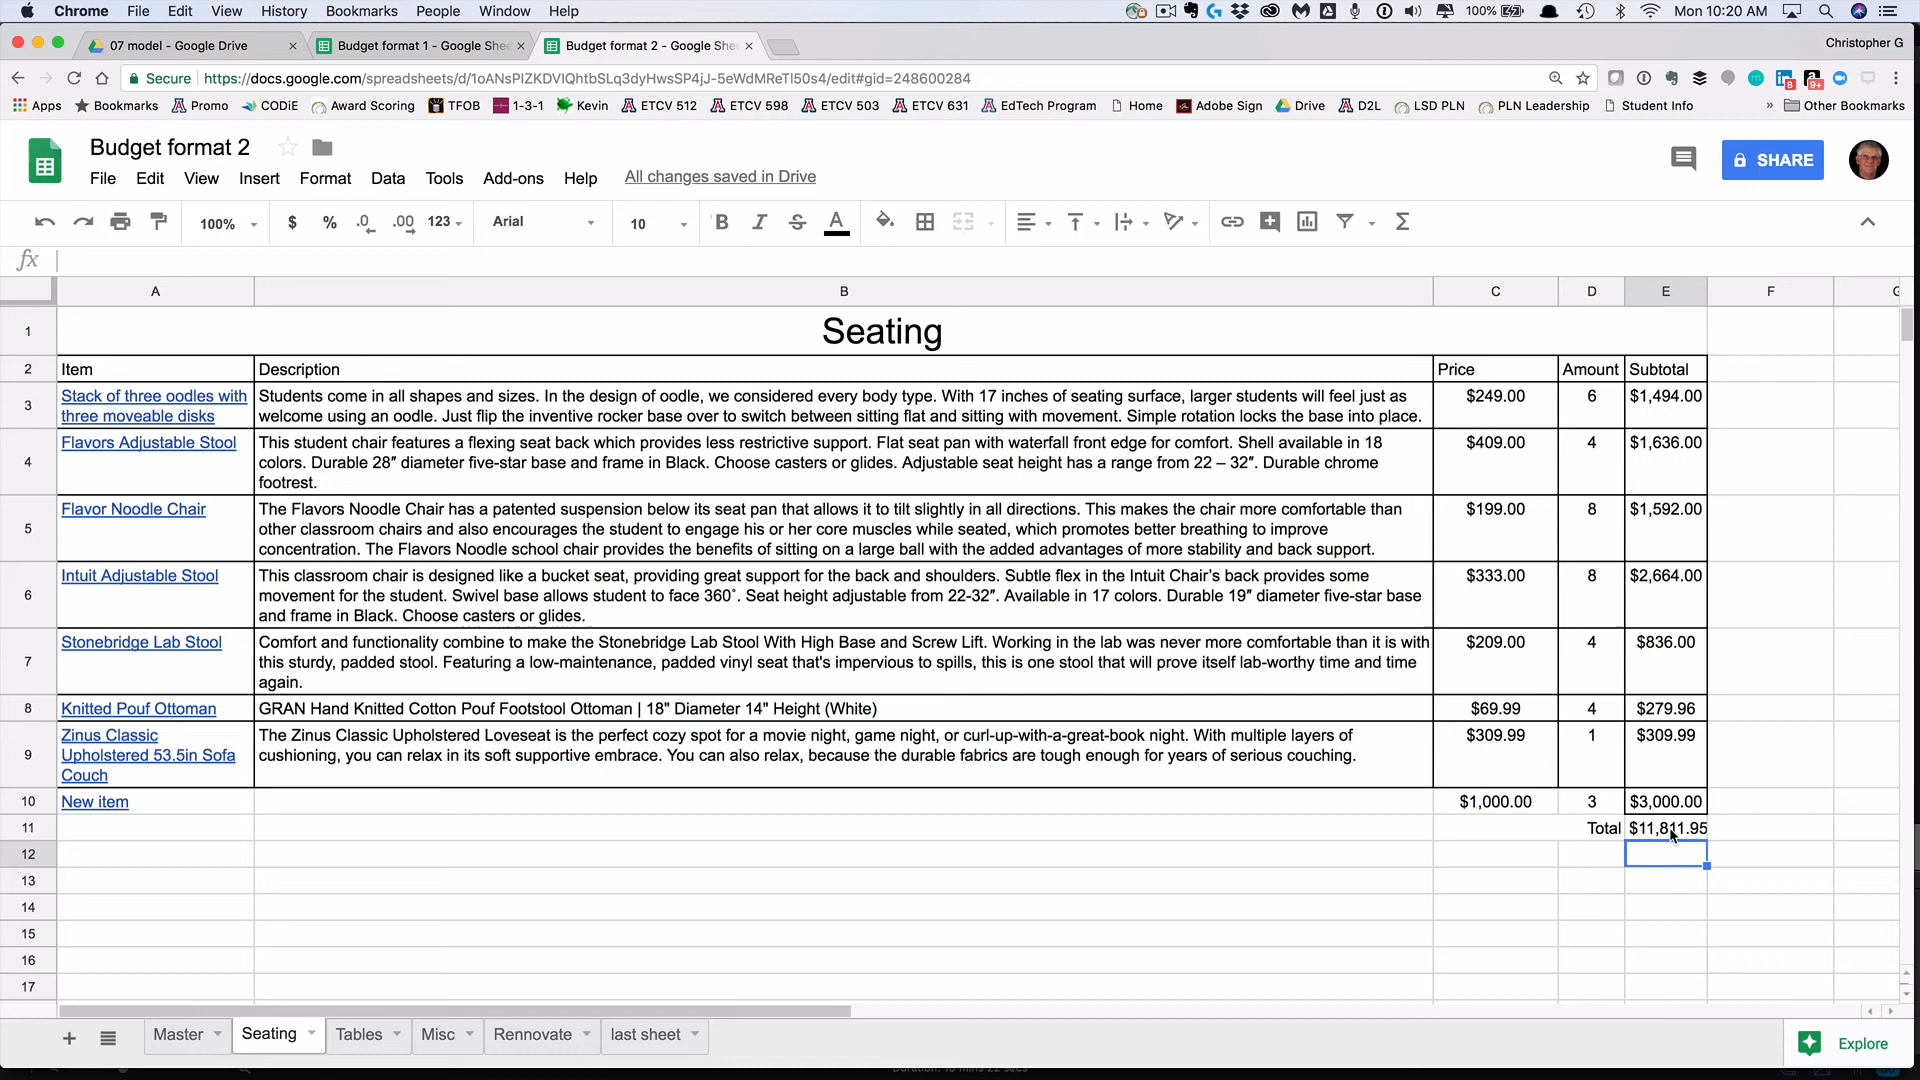 Chrome File Edit View History Bookmarks People Window Help 100% Mon 10:20 AM
07 model - Google Drive × Budget format 1 - Google She × Budget format 2 - Google She × Christopher G
Secure https://docs.google.com/spreadsheets/d/1oANsPIZKDVIQhtbSLq3dyHwsSP4jJ-5eWdMReTl50s4/edit#gid=248600284
Apps Bookmarks Promo CODiE Award Scoring TFOB 1-3-1 Kevin ETCV 512 ETCV 598 ETCV 503 ETCV 631 EdTech Program Home Adobe Sign Drive D2L LSD PLN PLN Leadership Student Info » Other Bookmarks
Budget format 2
SHARE
File Edit View Insert Format Data Tools Add-ons Help All changes saved in Drive
100% $ % .0 .00 123 Arial 10 B I S A Σ
fx
A B C D E F G
1 Seating
2 Item Description Price Amount Subtotal
3 Stack of three oodles with three moveable disks Students come in all shapes and sizes. In the design of oodle, we considered every body type. With 17 inches of seating surface, larger students will feel just as $249.00 6 $1,494.00
welcome using an oodle. Just flip the inventive rocker base over to switch between sitting flat and sitting with movement. Simple rotation locks the base into place.
4 Flavors Adjustable Stool This student chair features a flexing seat back which provides less restrictive support. Flat seat pan with waterfall front edge for comfort. Shell available in 18 $409.00 4 $1,636.00
colors. Durable 28″ diameter five-star base and frame in Black. Choose casters or glides. Adjustable seat height has a range from 22 – 32″. Durable chrome
footrest.
5 Flavor Noodle Chair The Flavors Noodle Chair has a patented suspension below its seat pan that allows it to tilt slightly in all directions. This makes the chair more comfortable than $199.00 8 $1,592.00
other classroom chairs and also encourages the student to engage his or her core muscles while seated, which promotes better breathing to improve
concentration. The Flavors Noodle school chair provides the benefits of sitting on a large ball with the added advantages of more stability and back support.
6 Intuit Adjustable Stool This classroom chair is designed like a bucket seat, providing great support for the back and shoulders. Subtle flex in the Intuit Chair's back provides some $333.00 8 $2,664.00
movement for the student. Swivel base allows student to face 360˚. Seat height adjustable from 22-32″. Available in 17 colors. Durable 19″ diameter five-star base
and frame in Black. Choose casters or glides.
7 Stonebridge Lab Stool Comfort and functionality combine to make the Stonebridge Lab Stool With High Base and Screw Lift. Working in the lab was never more comfortable than it is with $209.00 4 $836.00
this sturdy, padded stool. Featuring a low-maintenance, padded vinyl seat that's impervious to spills, this is one stool that will prove itself lab-worthy time and time
again.
8 Knitted Pouf Ottoman GRAN Hand Knitted Cotton Pouf Footstool Ottoman | 18" Diameter 14" Height (White) $69.99 4 $279.96
9 Zinus Classic Upholstered 53.5in Sofa Couch The Zinus Classic Upholstered Loveseat is the perfect cozy spot for a movie night, game night, or curl-up-with-a-great-book night. With multiple layers of $309.99 1 $309.99
cushioning, you can relax in its soft supportive embrace. You can also relax, because the durable fabrics are tough enough for years of serious couching.
10 New item $1,000.00 3 $3,000.00
11 Total $11,811.95
12
13
14
15
16
17
+ Master Seating Tables Misc Rennovate last sheet Explore